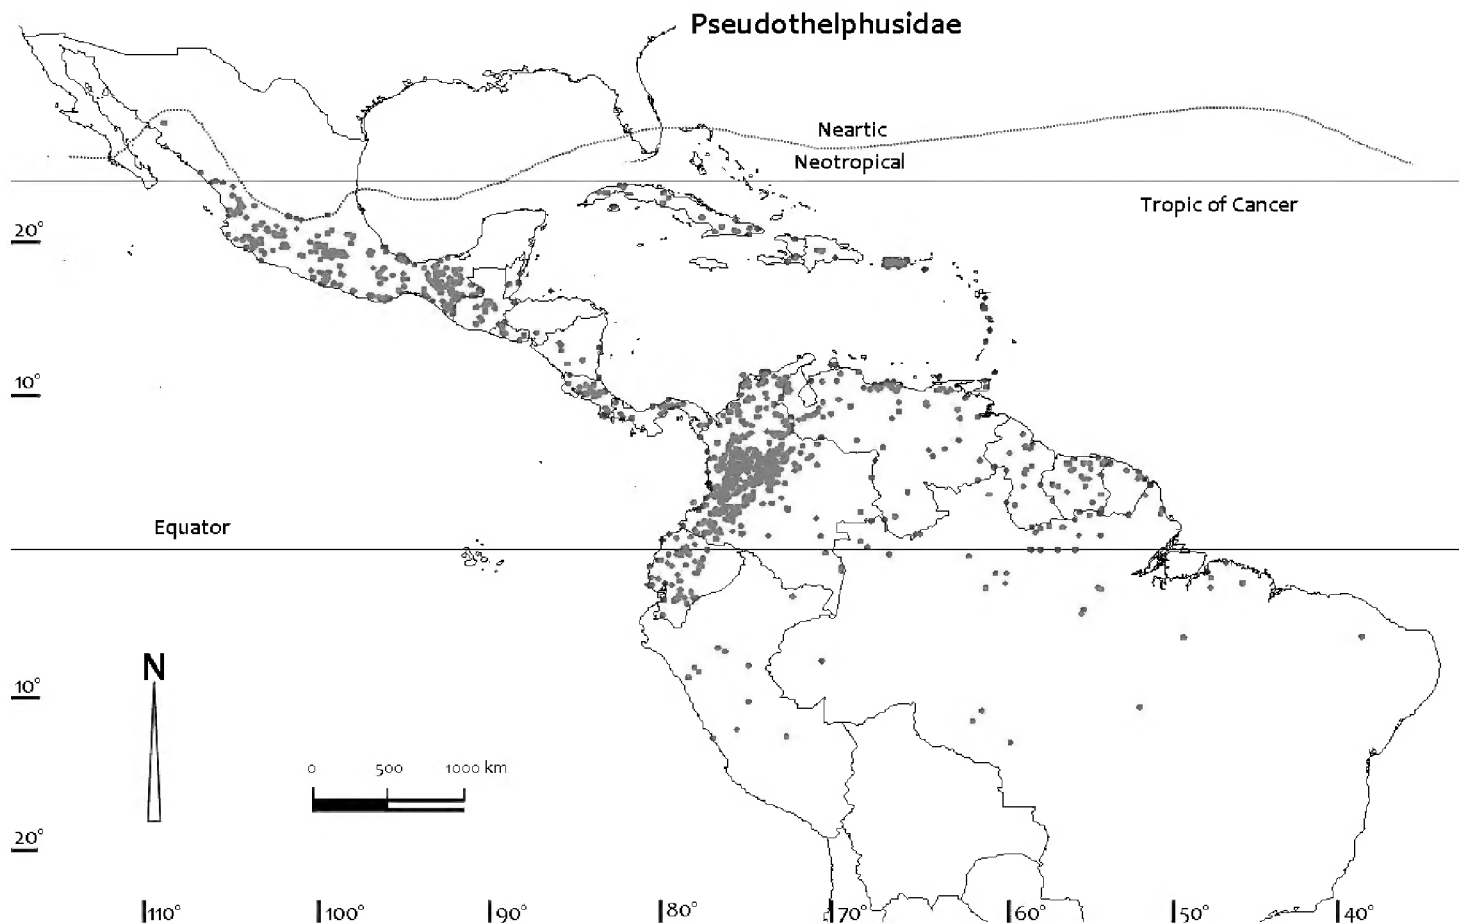 Pseudothelphusidae
Neartic
Neotropical
Tropic of Cancer
20°
10°
Equator
N
10°
0 500 1000 km
20°
110° 100° 90° 80° 70° 60° 50° 40°